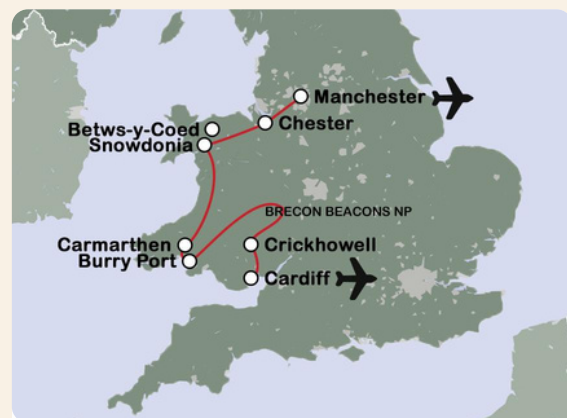 Manchester
Chester
Betws-y-Coed
Snowdonia
BRECON BEACONS NP
Carmarthen
Crickhowell
Burry Port
Cardiff